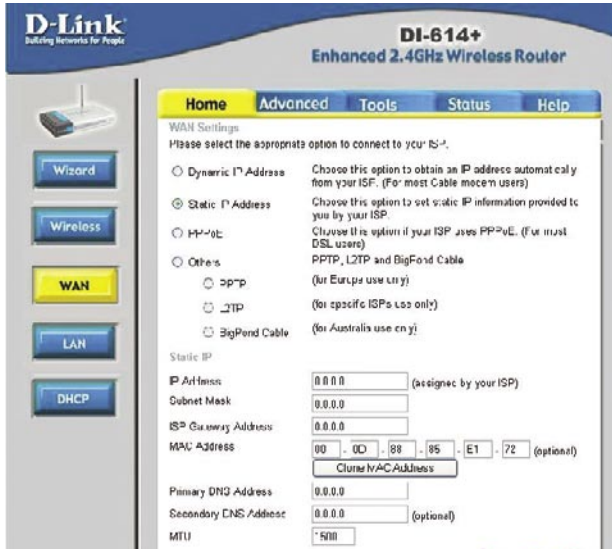 D-Link
Building Networks for People
DI-614+
Enhanced 2.4GHz Wireless Router
Home Advanced Tools Status Help
Wizard
Wireless
WAN
LAN
DHCP
WAN Settings
Please select the appropriate option to connect to your ISP.
Dynamic IP Address Choose this option to obtain an IP address automatically
from your ISP. (For most Cable modem users)
Static IP Address Choose this option to set static IP information provided to
you by your ISP.
PPPoE Choose this option if your ISP uses PPPoE. (For most
DSL users)
Others PPTP, L2TP and BigPond Cable
PPTP (for Europe use only)
L2TP (for specific ISPs use only)
BigPond Cable (for Australia use only)
Static IP
IP Address 0.0.0.0 (assigned by your ISP)
Subnet Mask 0.0.0.0
ISP Gateway Address 0.0.0.0
MAC Address 00 - 0D - 88 - 85 - E1 - 72 (optional)
Clone MAC Address
Primary DNS Address 0.0.0.0
Secondary DNS Address 0.0.0.0 (optional)
MTU 1500